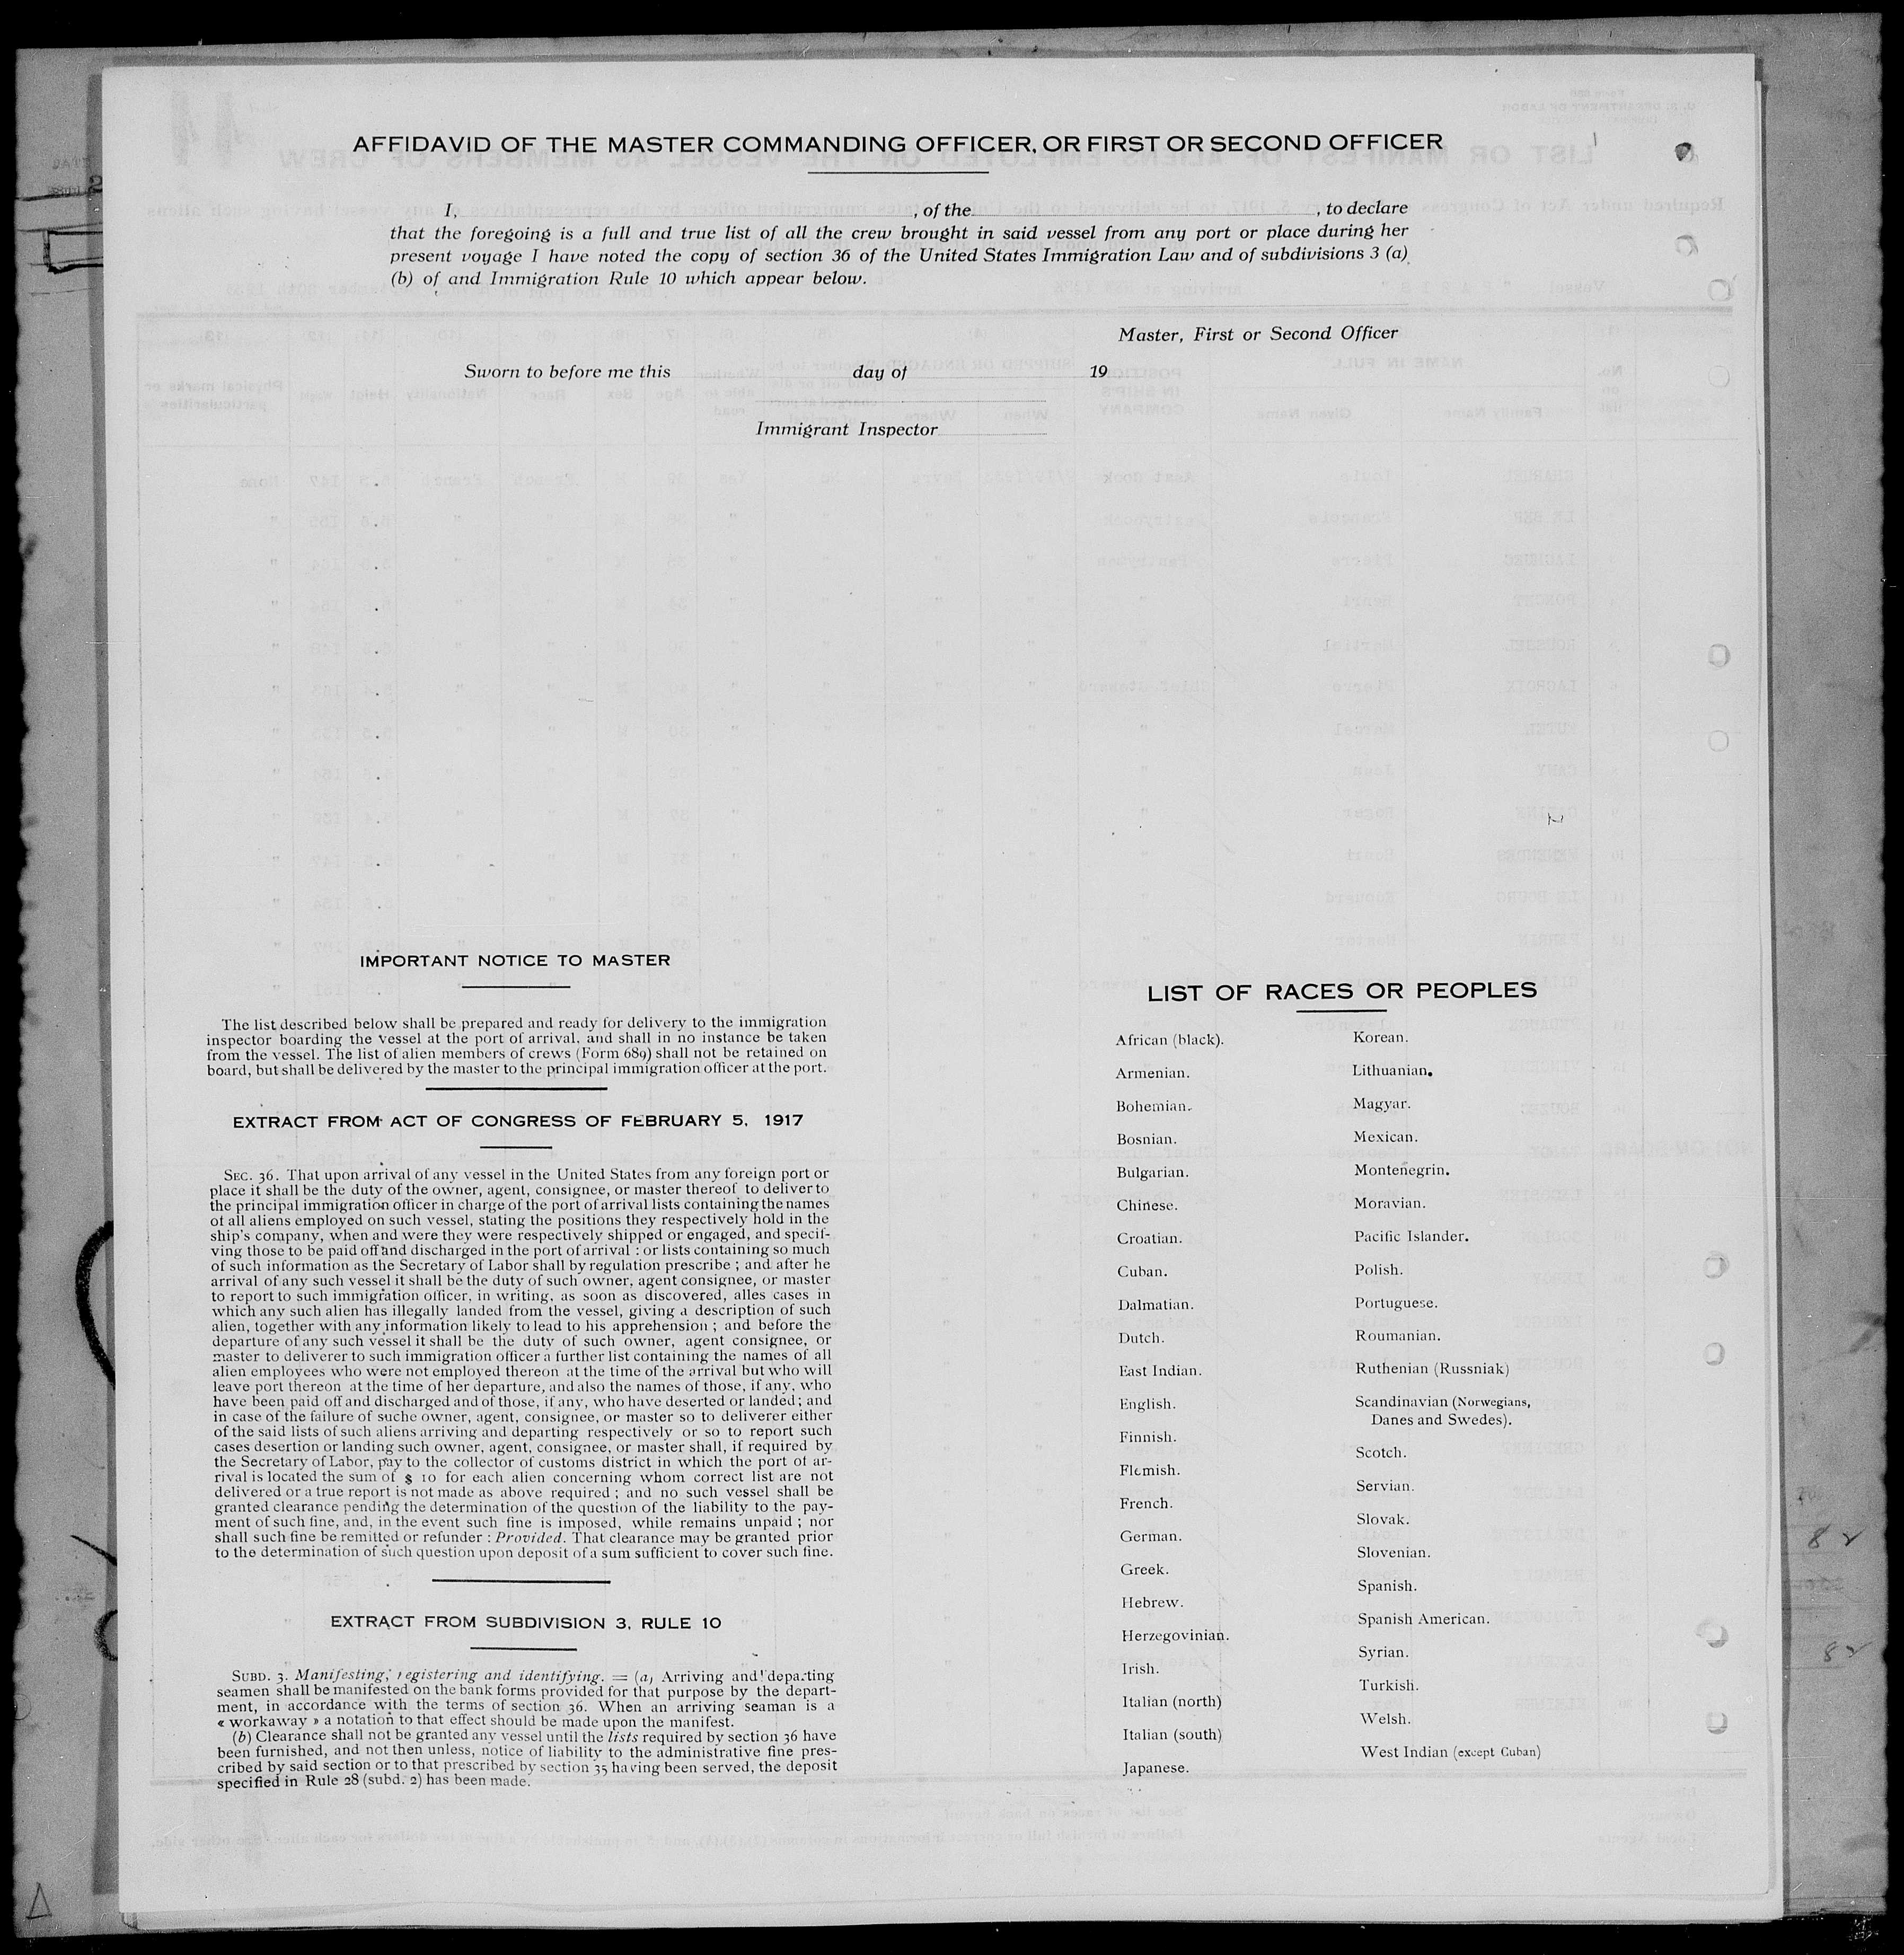 AFFIDAVID OF THE MASTER COMMANDING OFFICER, OR FIRST OR SECOND OFFICER
I, , of the , to declare
that the foregoing is a full and true list of all the crew brought in said vessel from any port or place during her
present voyage I have noted the copy of section 36 of the United States Immigration Law and of subdivisions 3 (a)
(b) of and Immigration Rule 10 which appear below.
Master, First or Second Officer
Sworn to before me this day of 19
Immigrant Inspector
IMPORTANT NOTICE TO MASTER
The list described below shall be prepared and ready for delivery to the immigration
inspector boarding the vessel at the port of arrival, and shall in no instance be taken
from the vessel. The list of alien members of crews (Form 689) shall not be retained on
board, but shall be delivered by the master to the principal immigration officer at the port.
EXTRACT FROM ACT OF CONGRESS OF FEBRUARY 5, 1917
SEC. 36. That upon arrival of any vessel in the United States from any foreign port or
place it shall be the duty of the owner, agent, consignee, or master thereof to deliver to
the principal immigration officer in charge of the port of arrival lists containing the names
of all aliens employed on such vessel, stating the positions they respectively hold in the
ship's company, when and were they were respectively shipped or engaged, and specif-
ving those to be paid off and discharged in the port of arrival : or lists containing so much
of such information as the Secretary of Labor shall by regulation prescribe ; and after he
arrival of any such vessel it shall be the duty of such owner, agent consignee, or master
to report to such immigration officer, in writing, as soon as discovered, alles cases in
which any such alien has illegally landed from the vessel, giving a description of such
alien, together with any information likely to lead to his apprehension ; and before the
departure of any such vessel it shall be the duty of such owner, agent consignee, or
master to deliverer to such immigration officer a further list containing the names of all
alien employees who were not employed thereon at the time of the arrival but who will
leave port thereon at the time of her departure, and also the names of those, if any, who
have been paid off and discharged and of those, if any, who have deserted or landed ; and
in case of the failure of suche owner, agent, consignee, or master so to deliverer either
of the said lists of such aliens arriving and departing respectively or so to report such
cases desertion or landing such owner, agent, consignee, or master shall, if required by
the Secretary of Labor, pay to the collector of customs district in which the port of ar-
rival is located the sum of $ 10 for each alien concerning whom correct list are not
delivered or a true report is not made as above required ; and no such vessel shall be
granted clearance pending the determination of the question of the liability to the pay-
ment of such fine, and, in the event such fine is imposed, while remains unpaid ; nor
shall such fine be remitted or refunder : Provided. That clearance may be granted prior
to the determination of such question upon deposit of a sum sufficient to cover such fine.
EXTRACT FROM SUBDIVISION 3, RULE 10
SUBD. 3. Manifesting, registering and identifying. = (a) Arriving and departing
seamen shall be manifested on the bank forms provided for that purpose by the depart-
ment, in accordance with the terms of section 36. When an arriving seaman is a
« workaway » a notation to that effect should be made upon the manifest.
(b) Clearance shall not be granted any vessel until the lists required by section 36 have
been furnished, and not then unless, notice of liability to the administrative fine pres-
cribed by said section or to that prescribed by section 35 having been served, the deposit
specified in Rule 28 (subd. 2) has been made.
LIST OF RACES OR PEOPLES
African (black).
Armenian.
Bohemian.
Bosnian.
Bulgarian.
Chinese.
Croatian.
Cuban.
Dalmatian.
Dutch.
East Indian.
English.
Finnish.
Flemish.
French.
German.
Greek.
Hebrew.
Herzegovinian.
Irish.
Italian (north)
Italian (south)
Japanese.
Korean.
Lithuanian.
Magyar.
Mexican.
Montenegrin.
Moravian.
Pacific Islander.
Polish.
Portuguese.
Roumanian.
Ruthenian (Russniak)
Scandinavian (Norwegians,
Danes and Swedes).
Scotch.
Servian.
Slovak.
Slovenian.
Spanish.
Spanish American.
Syrian.
Turkish.
Welsh.
West Indian (except Cuban)